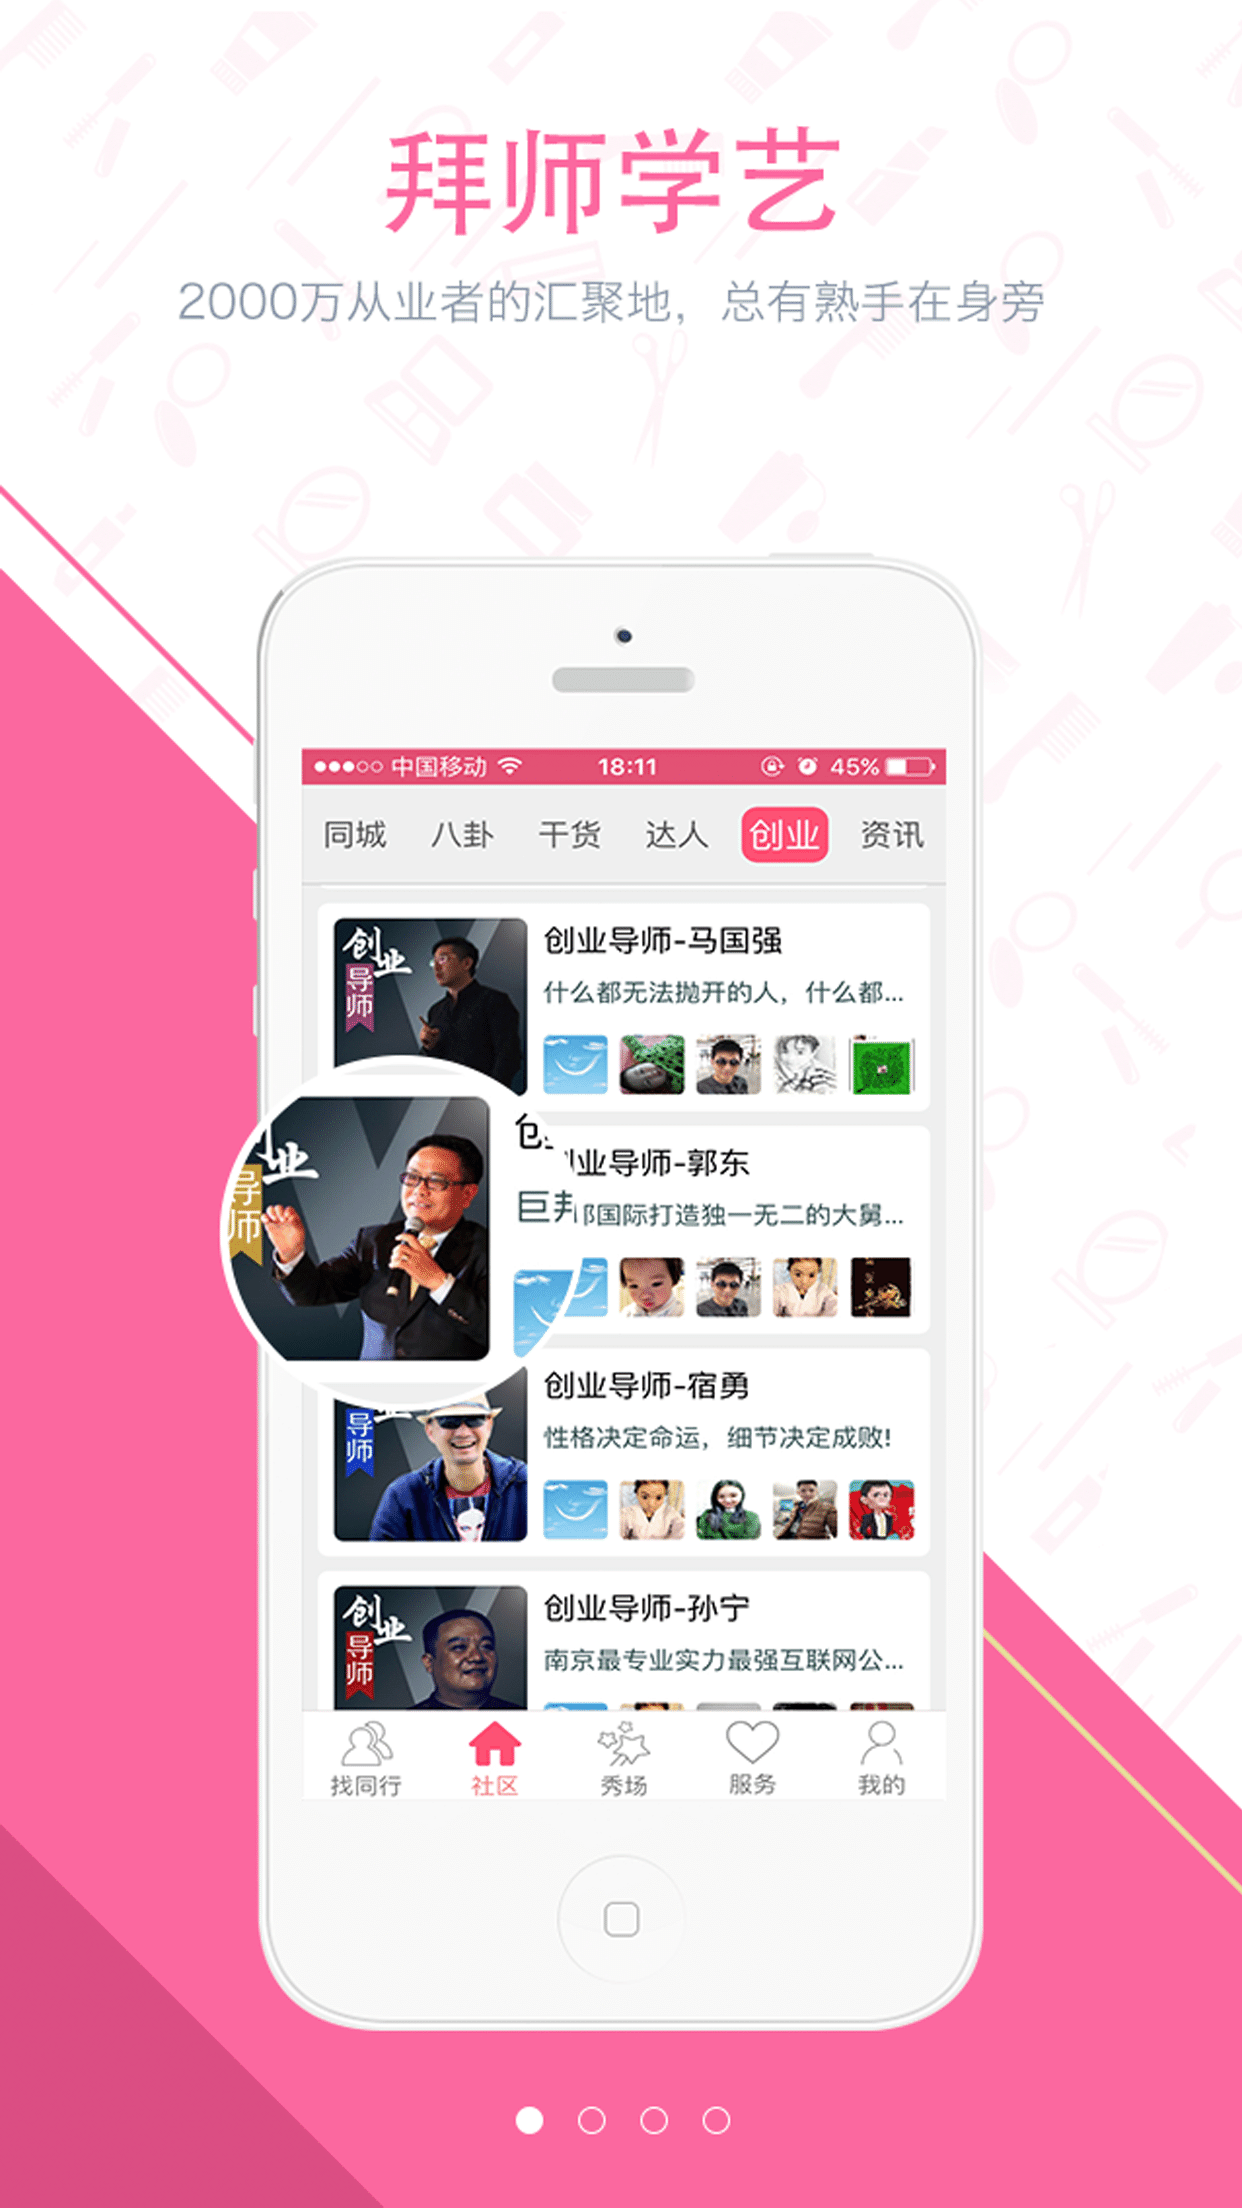 拜师学艺
2000万从业者的汇聚地，总有熟手在身旁
中国移动 18:11 45%
同城 八卦 干货 达人 创业 资讯
创业导师
创业导师-马国强
什么都无法抛开的人，什么都...
业
导师
创业导师-郭东
巨邦国际打造独一无二的大舅...
导师
创业导师-宿勇
性格决定命运，细节决定成败!
创业导师
创业导师-孙宁
南京最专业实力最强互联网公...
找同行 社区 秀场 服务 我的